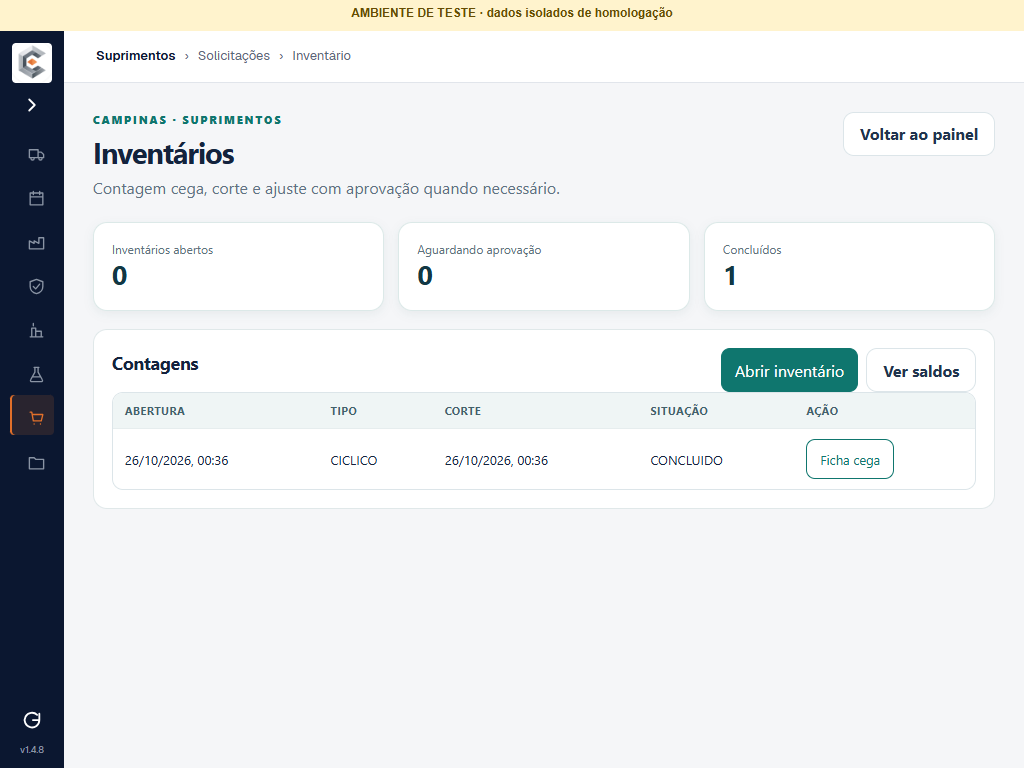 AMBIENTE DE TESTE · dados isolados de homologação
Suprimentos › Solicitações › Inventário
CAMPINAS · SUPRIMENTOS
Inventários
Contagem cega, corte e ajuste com aprovação quando necessário.
Voltar ao painel
Inventários abertos
0
Aguardando aprovação
0
Concluídos
1
Contagens
Abrir inventário
Ver saldos
ABERTURA TIPO CORTE SITUAÇÃO AÇÃO
26/10/2026, 00:36 CICLICO 26/10/2026, 00:36 CONCLUIDO Ficha cega
v1.4.8